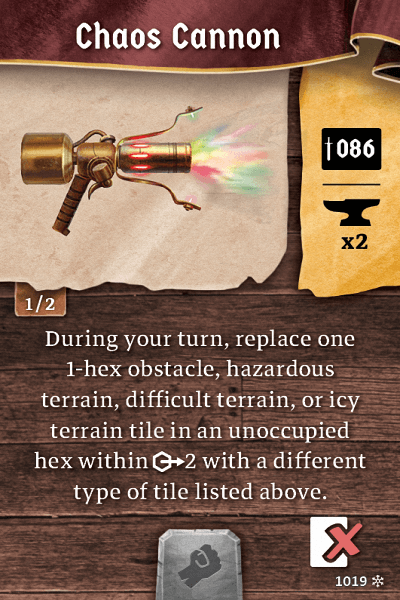 Chaos Cannon
086
x2
1/2
During your turn, replace one
1-hex obstacle, hazardous
terrain, difficult terrain, or icy
terrain tile in an unoccupied
hex within 2 with a different
type of tile listed above.
1019